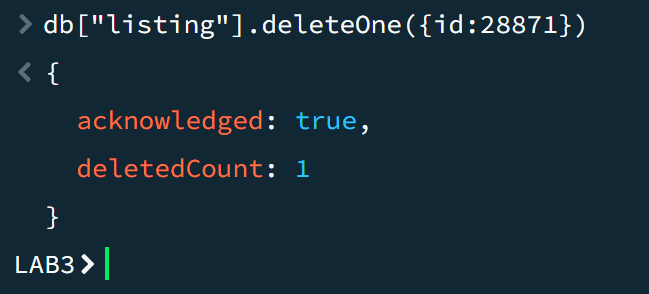 > db["listing"].deleteOne({id:28871})
< {
acknowledged: true,
deletedCount: 1
}
LAB3>